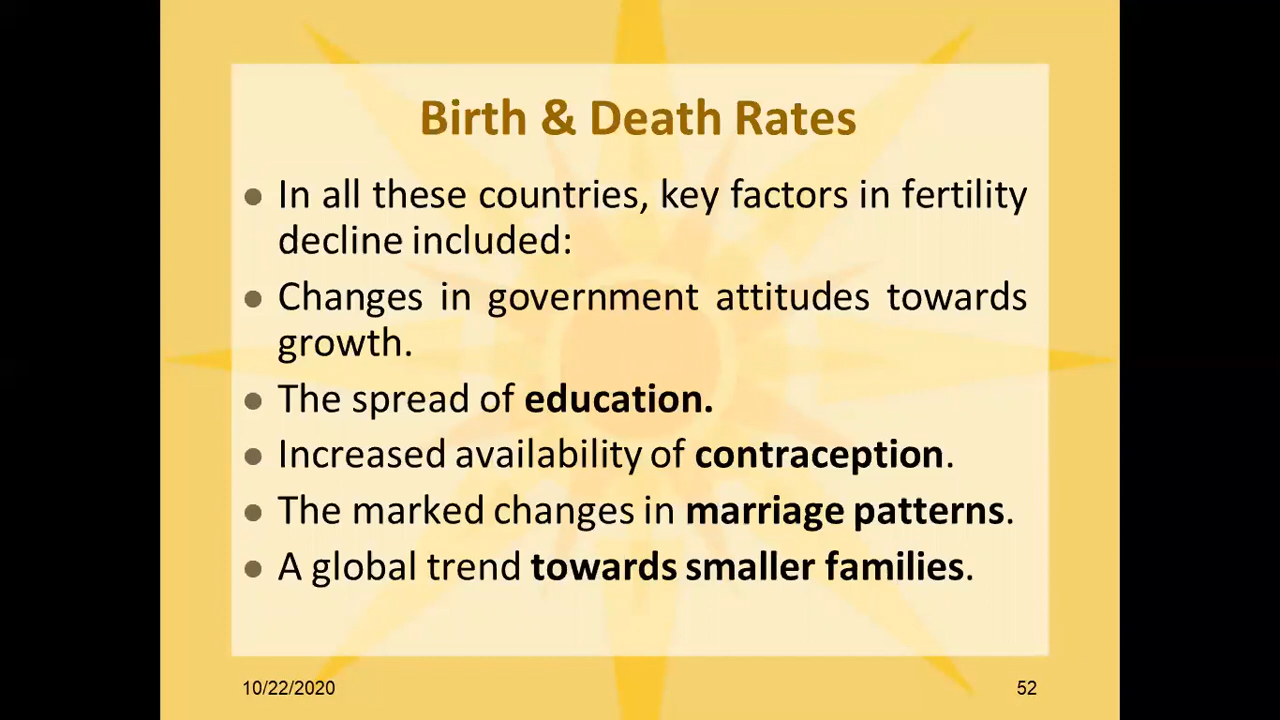 Birth & Death Rates
● In all these countries, key factors in fertility
decline included:
● Changes in government attitudes towards
growth.
● The spread of education.
● Increased availability of contraception.
● The marked changes in marriage patterns.
● A global trend towards smaller families.
10/22/2020
52